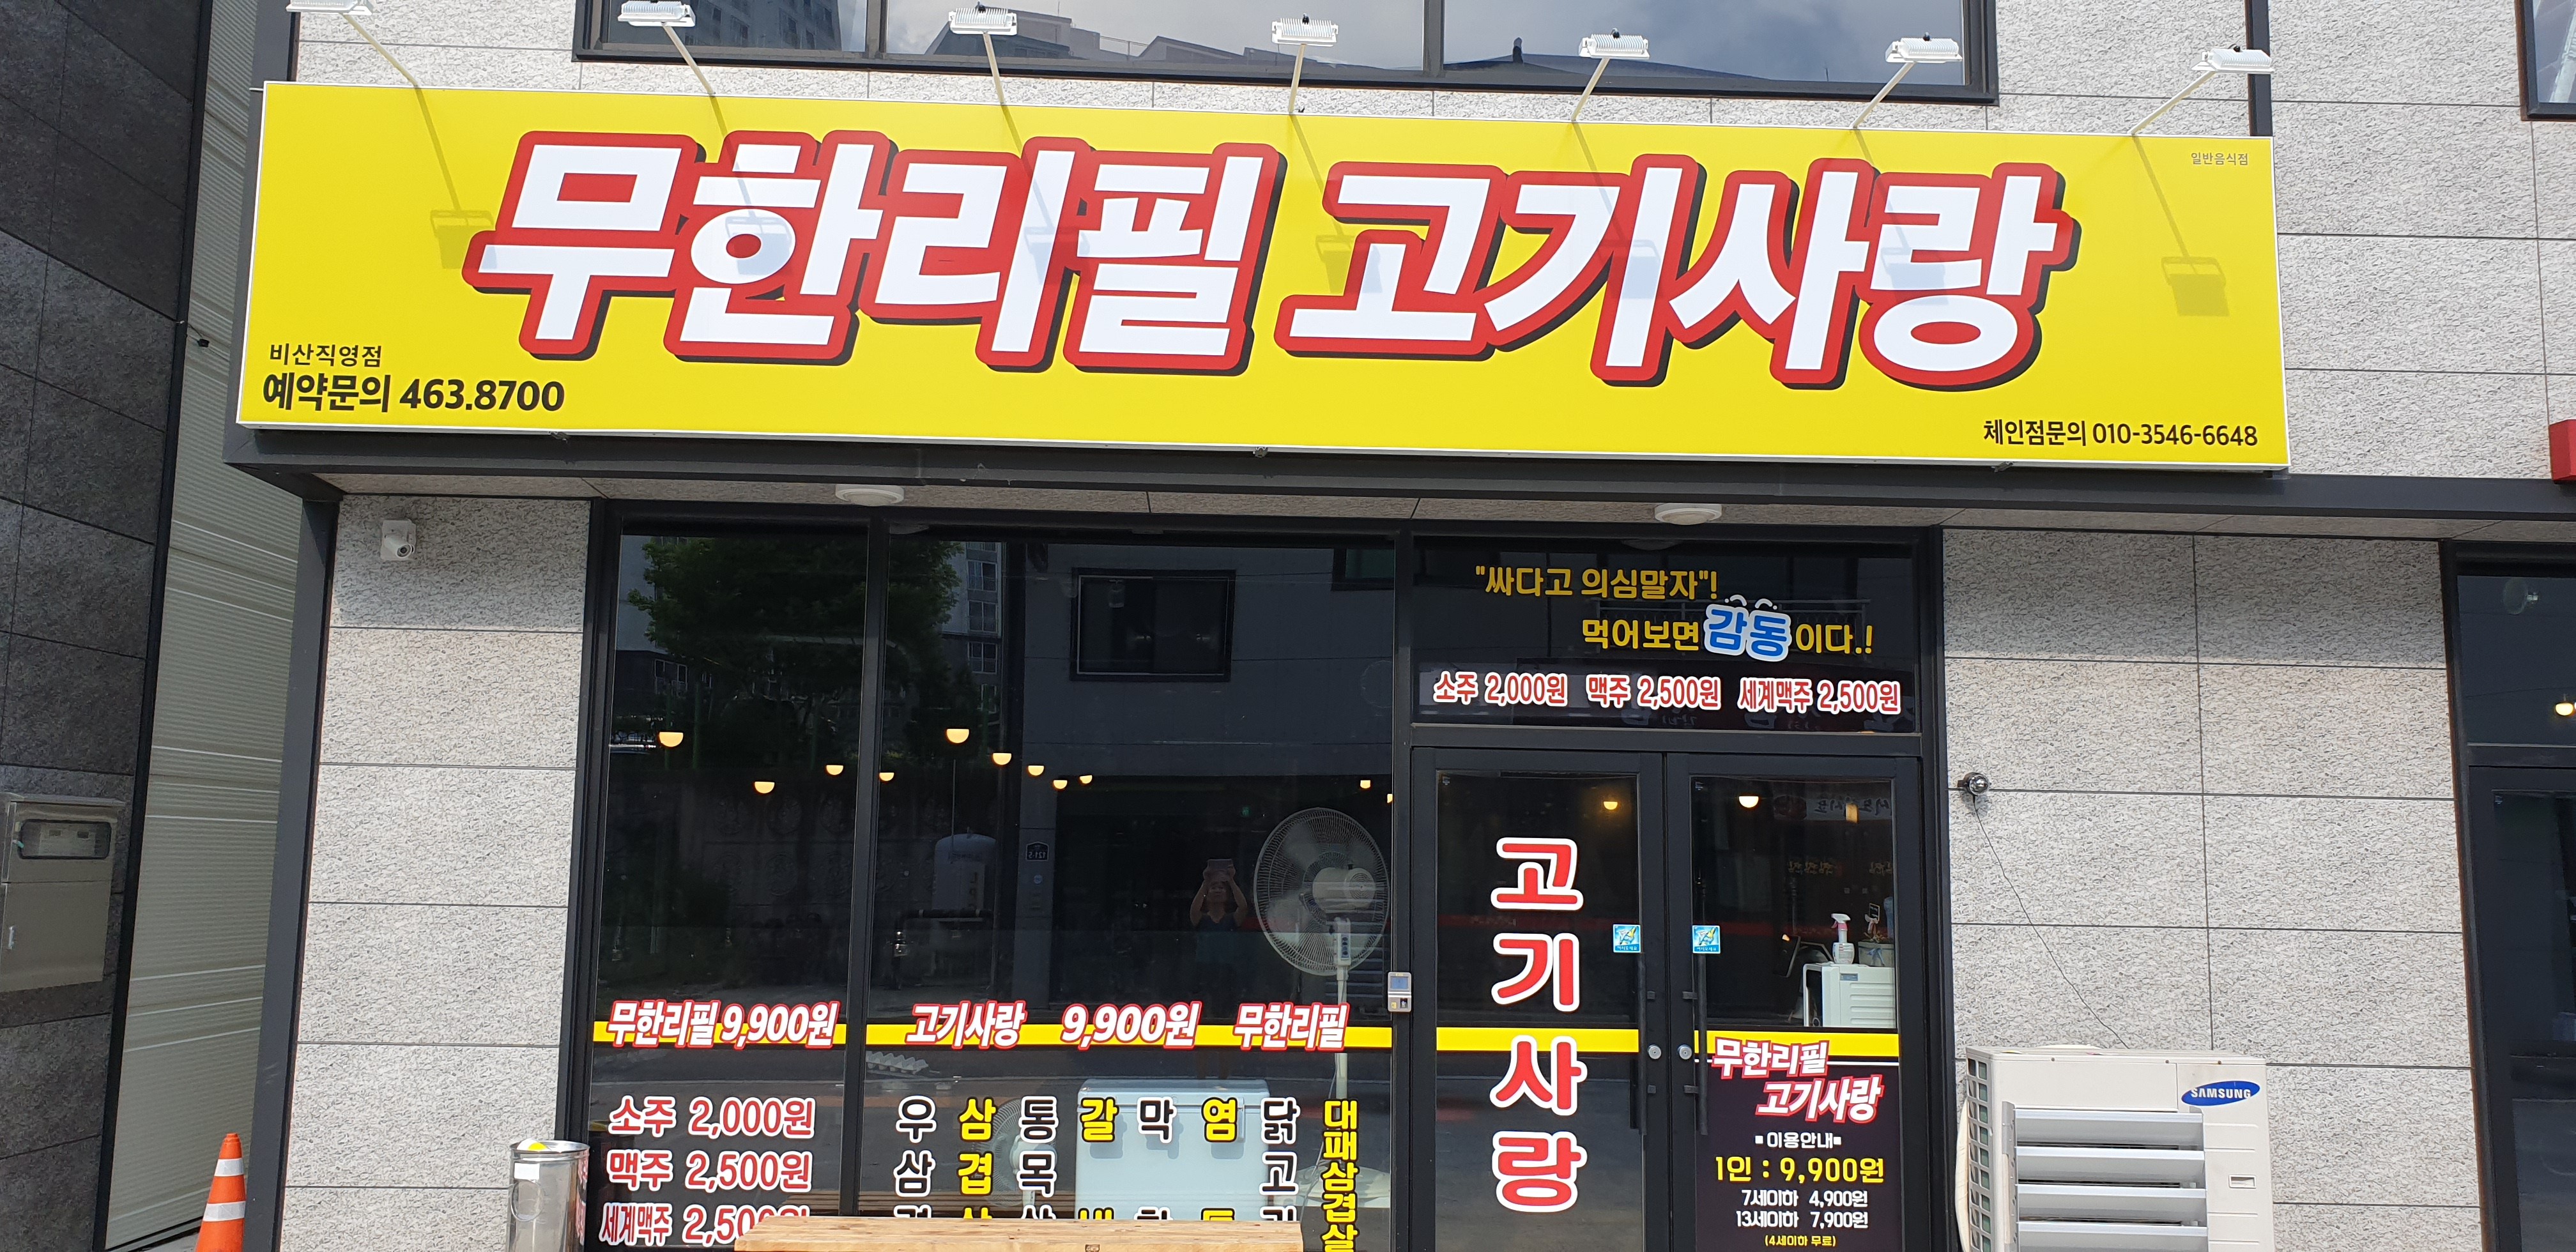 일반음식점
무한리필 고기사랑
비산직영점
예약문의 463.8700
체인점문의 010-3546-6648
"싸다고 의심말자"!
먹어보면 감동이다.!
소주 2,000원 맥주 2,500원 세계맥주 2,500원
고기사랑
무한리필 9,900원 고기사랑 9,900원 무한리필
소주 2,000원
맥주 2,500원
세계맥주 2,50
우삼
삼겹
통목
갈
막
염
닭고
대패삼겹살
무한리필
고기사랑
이용안내
1인 : 9,900원
7세이하 4,900원
13세이하 7,900원
(4세이하 무료)
SAMSUNG